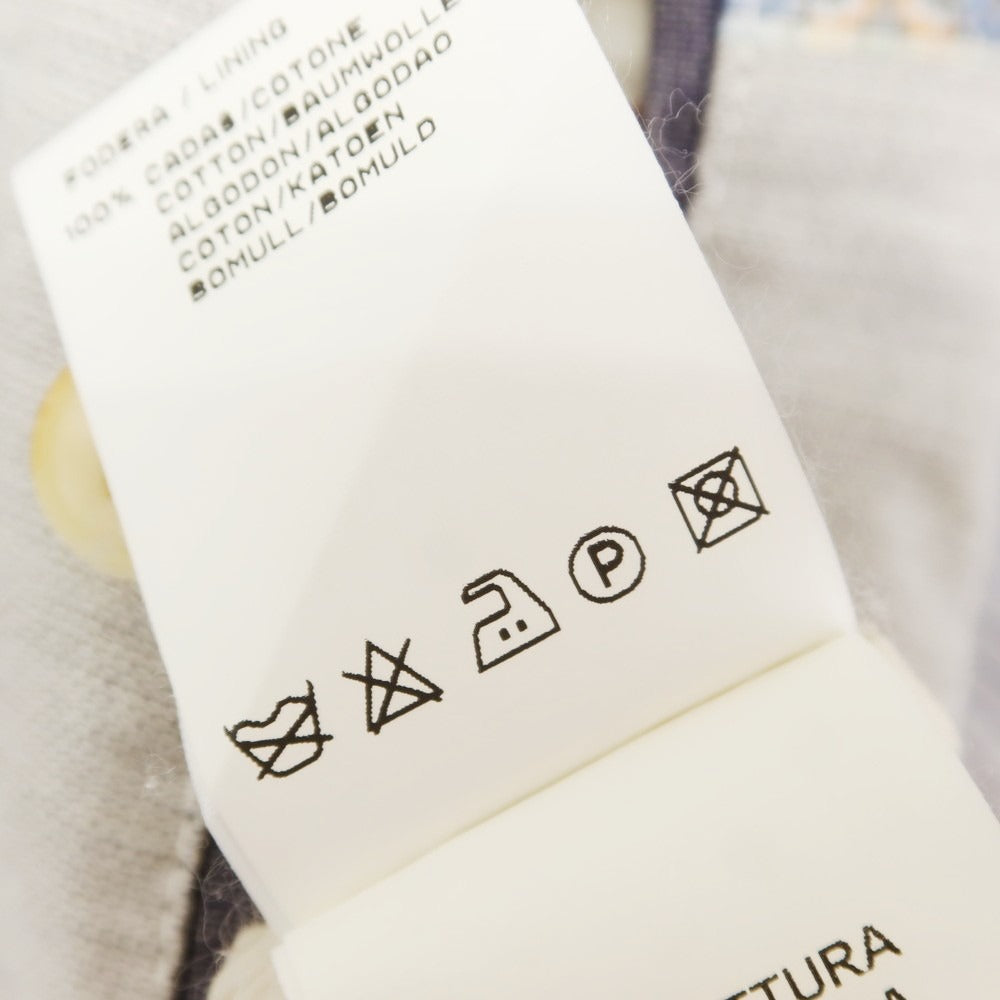 FODERA / LINING
100% CADAS/COTONE
COTTON/BAUMWOLLE
ALGODON/ALGODAO
COTON/KATOEN
BOMULL/BOMULD
P
TTURA